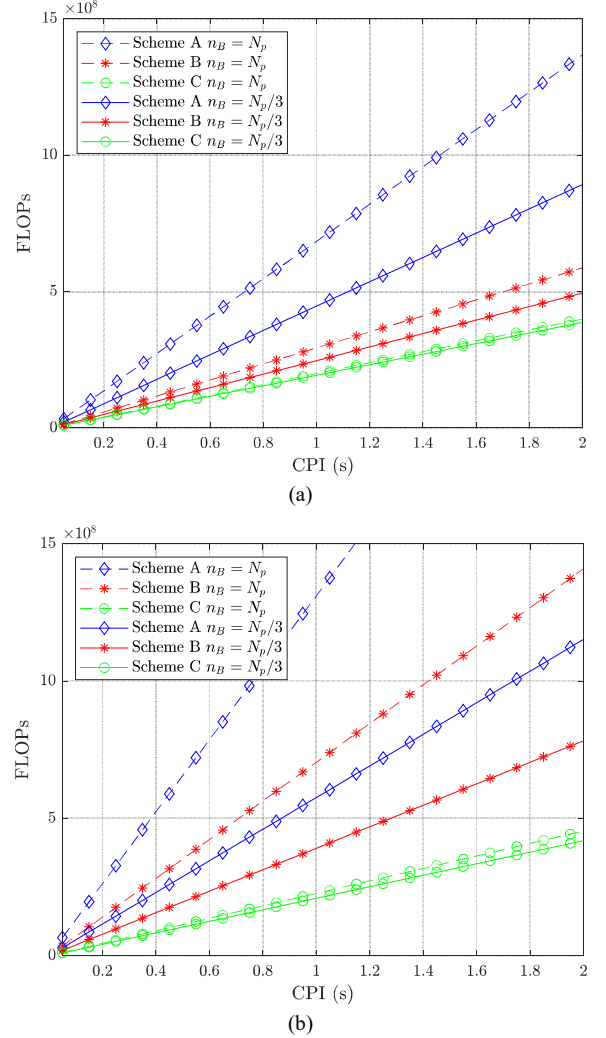 ×10⁸
15
10
5
0
FLOPs
Scheme A n_B = N_p
Scheme B n_B = N_p
Scheme C n_B = N_p
Scheme A n_B = N_p/3
Scheme B n_B = N_p/3
Scheme C n_B = N_p/3
0.2 0.4 0.6 0.8 1 1.2 1.4 1.6 1.8 2
CPI (s)
(a)
×10⁸
15
10
5
0
FLOPs
Scheme A n_B = N_p
Scheme B n_B = N_p
Scheme C n_B = N_p
Scheme A n_B = N_p/3
Scheme B n_B = N_p/3
Scheme C n_B = N_p/3
0.2 0.4 0.6 0.8 1 1.2 1.4 1.6 1.8 2
CPI (s)
(b)